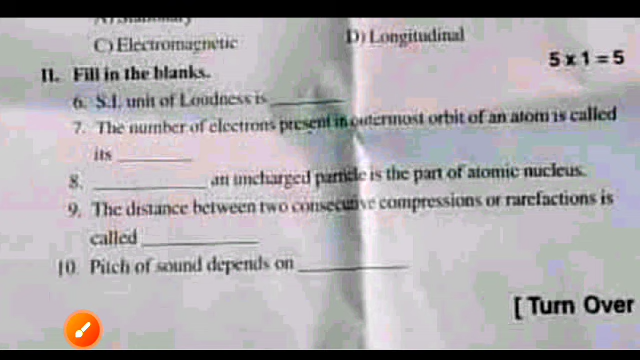 A) Stationary
C) Electromagnetic D) Longitudinal
5 x 1 = 5
II. Fill in the blanks.
6. S.I. unit of Loudness is ________
7. The number of electrons present in outermost orbit of an atom is called
its ________
8. ____________ an uncharged particle is the part of atomic nucleus.
9. The distance between two consecutive compressions or rarefactions is
called ____________
10. Pitch of sound depends on ____________
[ Turn Over